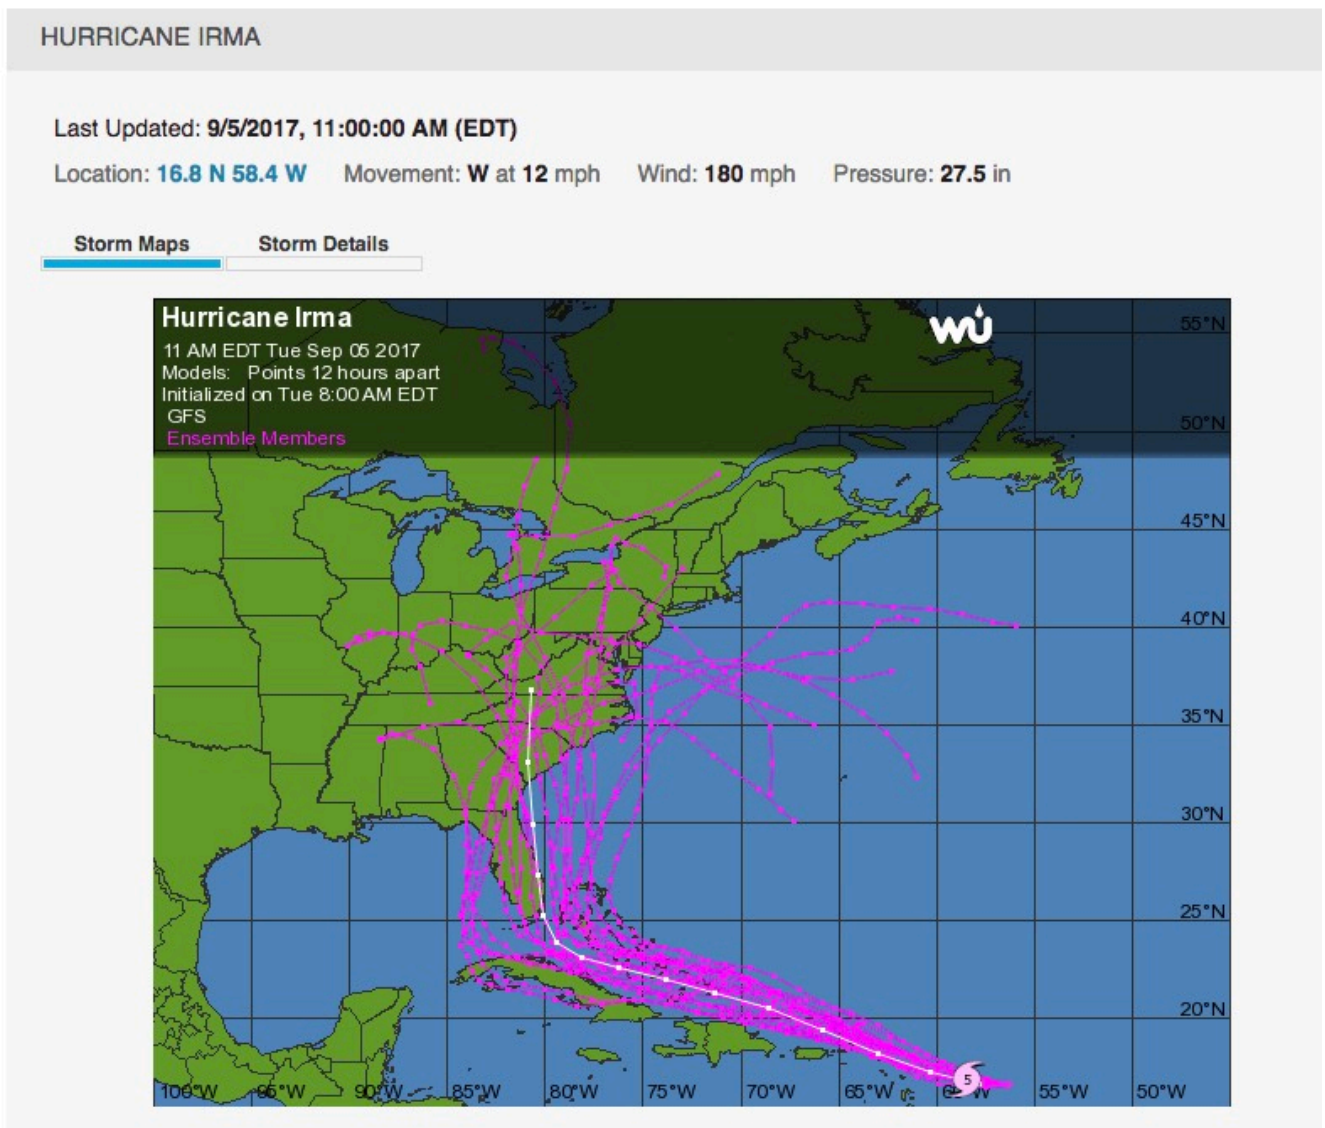 HURRICANE IRMA
Last Updated: 9/5/2017, 11:00:00 AM (EDT)
Location: 16.8 N 58.4 W Movement: W at 12 mph Wind: 180 mph Pressure: 27.5 in
Storm Maps Storm Details
Hurricane Irma
wu
11 AM EDT Tue Sep 05 2017
Models: Points 12 hours apart
Initialized on Tue 8:00 AM EDT
GFS
Ensemble Members
55°N
50°N
45°N
40°N
35°N
30°N
25°N
20°N
5
100°W 95°W 90°W 85°W 80°W 75°W 70°W 65°W 60°W 55°W 50°W